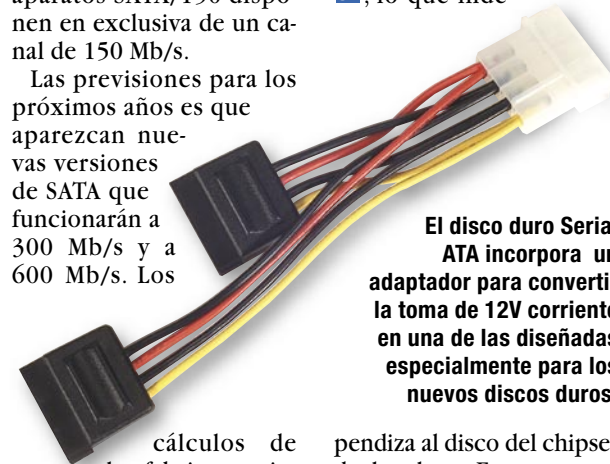 aparatos SATA/150 dispo-
nen en exclusiva de un ca-
nal de 150 Mb/s.
Las previsiones para los
próximos años es que
aparezcan nue-
vas versiones
de SATA que
funcionarán a
300 Mb/s y a
600 Mb/s. Los
cálculos de
, lo que
El disco duro Serial
ATA incorpora un
adaptador para converti
la toma de 12V corriente
en una de las diseñadas
especialmente para los
nuevos discos duros
pendiza al disco del chipse